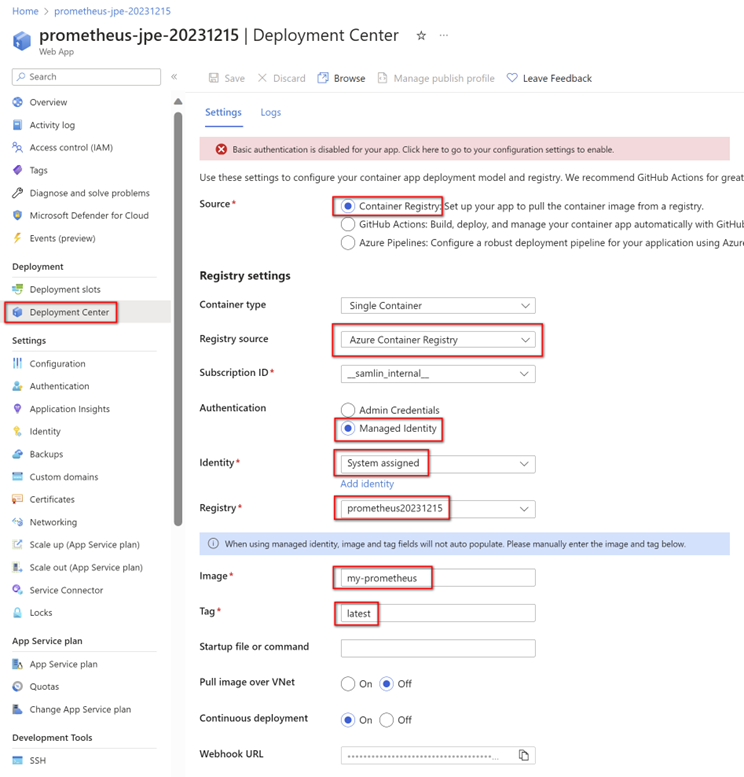 Home > prometheus-jpe-20231215
prometheus-jpe-20231215 | Deployment Center ☆ ···
Web App
Search «
Save Discard Browse Manage publish profile Leave Feedback
Overview
Activity log
Access control (IAM)
Tags
Diagnose and solve problems
Microsoft Defender for Cloud
Events (preview)
Deployment
Deployment slots
Deployment Center
Settings
Configuration
Authentication
Application Insights
Identity
Backups
Custom domains
Certificates
Networking
Scale up (App Service plan)
Scale out (App Service plan)
Service Connector
Locks
App Service plan
App Service plan
Quotas
Change App Service plan
Development Tools
SSH
Settings Logs
Basic authentication is disabled for your app. Click here to go to your configuration settings to enable.
Use these settings to configure your container app deployment model and registry. We recommend GitHub Actions for great
Source*
Container Registry: Set up your app to pull the container image from a registry.
GitHub Actions: Build, deploy, and manage your container app automatically with GitHub
Azure Pipelines: Configure a robust deployment pipeline for your application using Azure
Registry settings
Container type Single Container
Registry source Azure Container Registry
Subscription ID* __samlin_internal__
Authentication Admin Credentials
Managed Identity
Identity* System assigned
Add identity
Registry* prometheus20231215
When using managed identity, image and tag fields will not auto populate. Please manually enter the image and tag below.
Image* my-prometheus
Tag* latest
Startup file or command
Pull image over VNet On Off
Continuous deployment On Off
Webhook URL